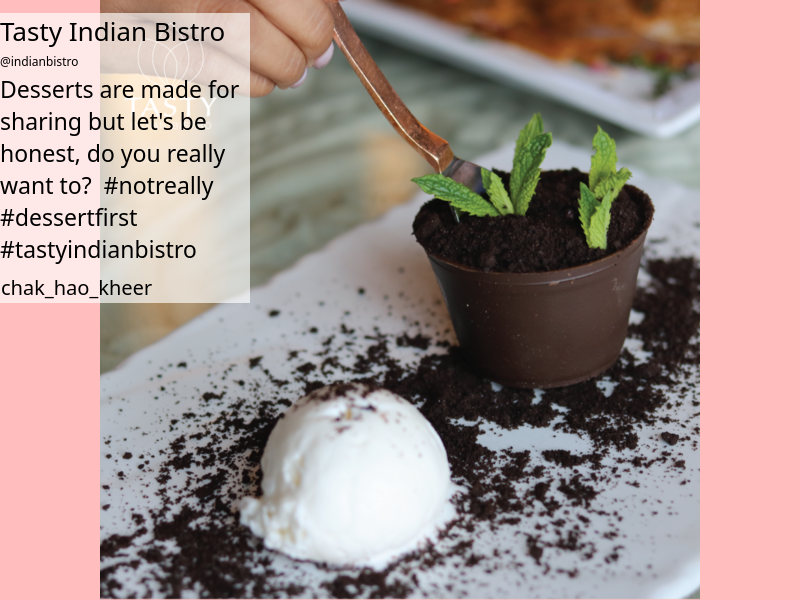 Tasty Indian Bistro
@indianbistro
Desserts are made for
sharing but let's be
honest, do you really
want to? #notreally
#dessertfirst
#tastyindianbistro
chak_hao_kheer
TASTY